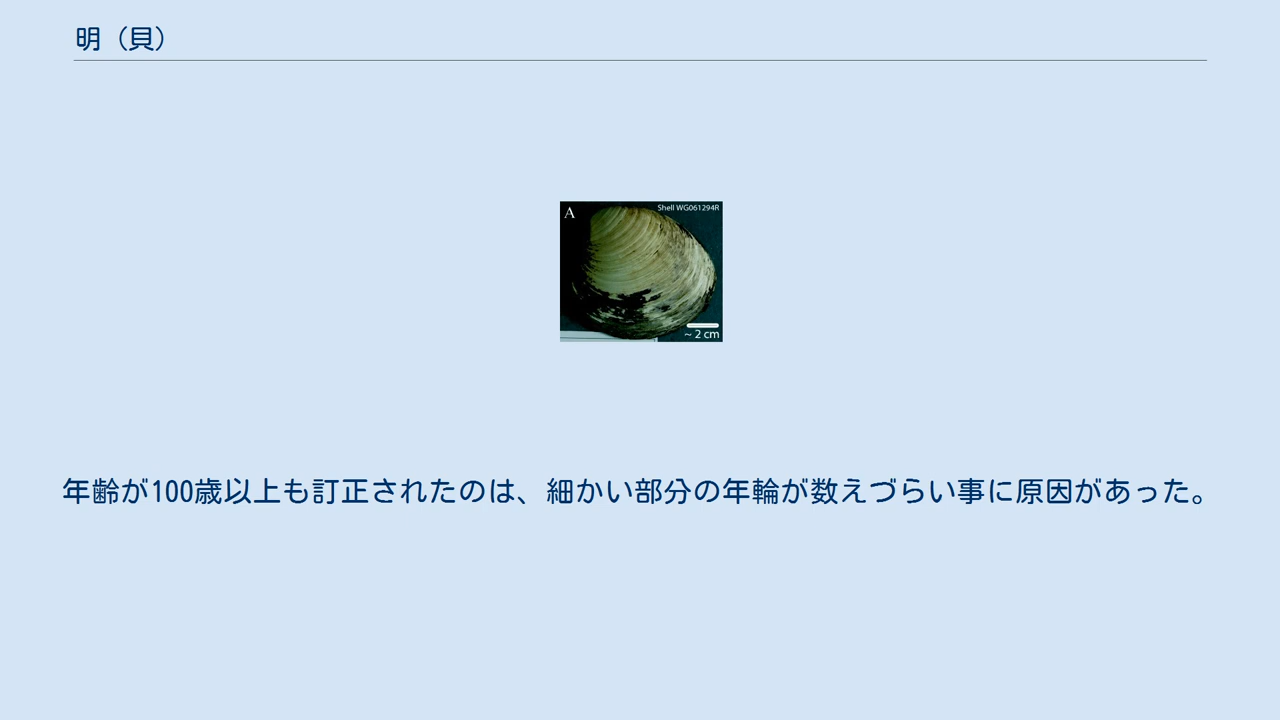 明（貝）
A
Shell WG061294R
~ 2 cm
年齢が100歳以上も訂正されたのは、細かい部分の年輪が数えづらい事に原因があった。